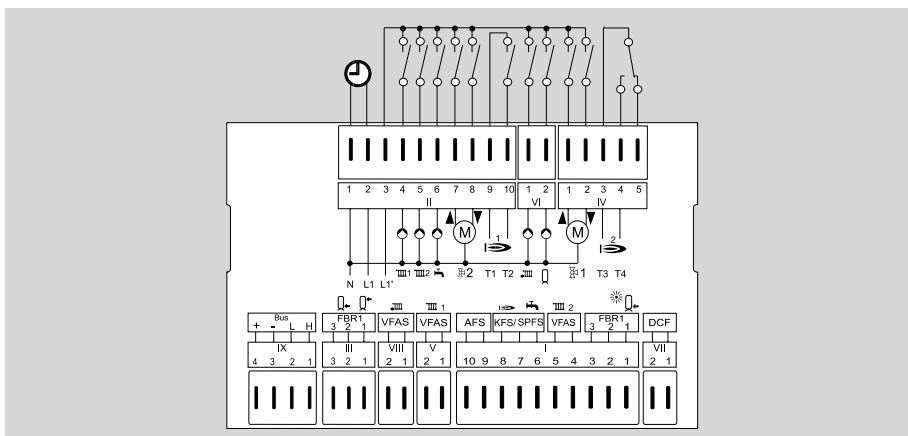 1 2 3 4 5 6 7 8 9 10 1 2 1 2 3 4 5
II VI IV
M 1 M 2
1 2 2 1
N L1 L1' T1 T2 T3 T4
1 2
Bus FBR1 FBR1
+ - L H 3 2 1 VFAS VFAS AFS KFS/SPFS VFAS 3 2 1 DCF
IX III VIII V I VII
4 3 2 1 3 2 1 2 1 2 1 10 9 8 7 6 5 4 3 2 1 2 1